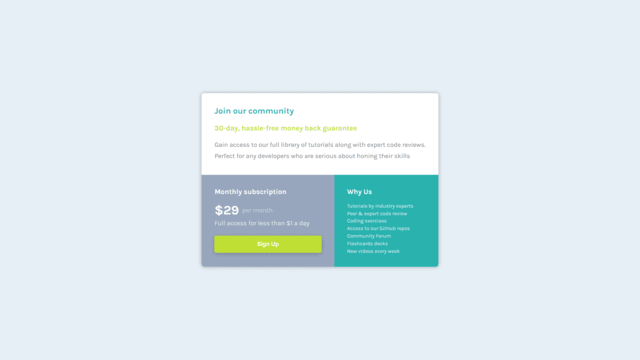 Join our community
30-day, hassle-free money back guarantee
Gain access to our full library of tutorials along with expert code reviews.
Perfect for any developers who are serious about honing their skills
Monthly subscription
$29 per month
Full access for less than $1 a day
Sign Up
Why Us
Tutorials by industry experts
Peer & expert code review
Coding exercises
Access to our GitHub repos
Community forum
Flashcards decks
New videos every week